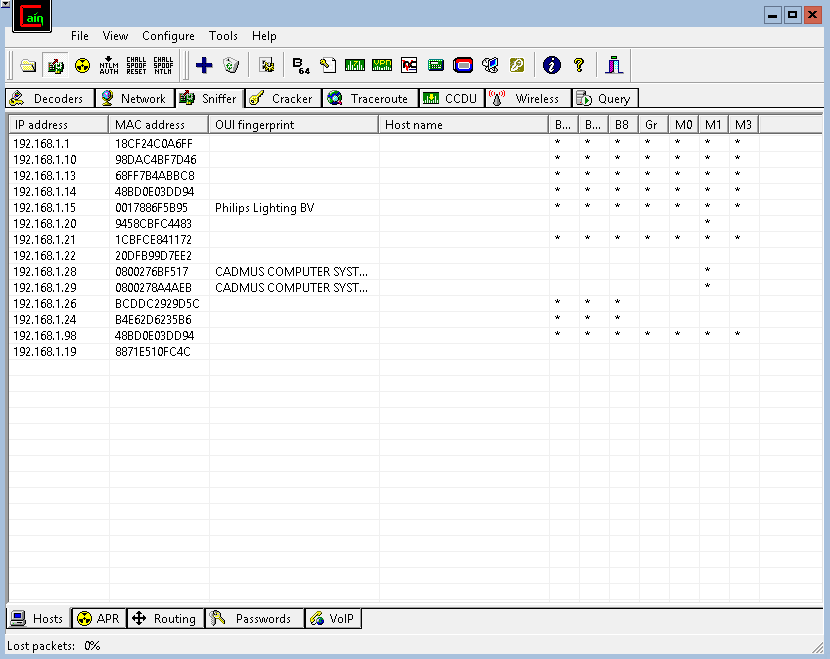 Cain
File View Configure Tools Help
NTLM AUTH CHALL SPOOF RESET CHALL SPOOF NTLM B64
Decoders Network Sniffer Cracker Traceroute CCDU Wireless Query
IP address MAC address OUI fingerprint Host name B... B... B8 Gr M0 M1 M3
192.168.1.1 18CF24C0A6FF * * * * * * *
192.168.1.10 98DAC4BF7D46 * * * * * * *
192.168.1.13 68FF7B4ABBC8 * * * * * * *
192.168.1.14 48BD0E03DD94 * * * * * * *
192.168.1.15 0017886F5B95 Philips Lighting BV * * * * * * *
192.168.1.20 9458CBFC4483 *
192.168.1.21 1CBFCE841172 * * * * * * *
192.168.1.22 20DFB99D7EE2
192.168.1.28 0800276BF517 CADMUS COMPUTER SYST... *
192.168.1.29 0800278A4AEB CADMUS COMPUTER SYST... *
192.168.1.26 BCDDC2929D5C * * *
192.168.1.24 B4E62D6235B6 * * *
192.168.1.98 48BD0E03DD94 * * * * * * *
192.168.1.19 8871E510FC4C
Hosts APR Routing Passwords VoIP
Lost packets: 0%